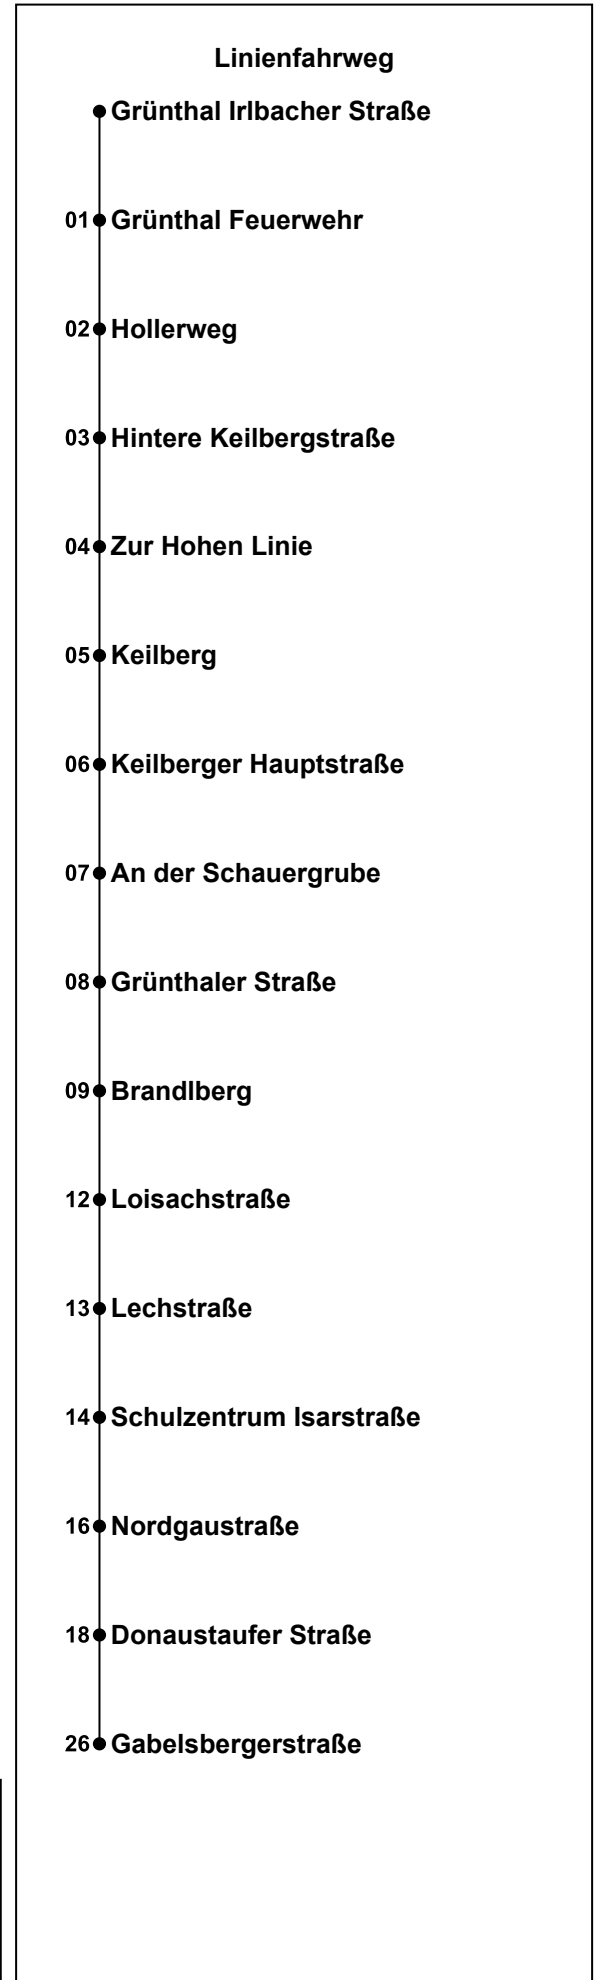 Linienfahrweg
Grünthal Irlbacher Straße
01 Grünthal Feuerwehr
02 Hollerweg
03 Hintere Keilbergstraße
04 Zur Hohen Linie
05 Keilberg
06 Keilberger Hauptstraße
07 An der Schauergrube
08 Grünthaler Straße
09 Brandlberg
12 Loisachstraße
13 Lechstraße
14 Schulzentrum Isarstraße
16 Nordgaustraße
18 Donaustaufer Straße
26 Gabelsbergerstraße